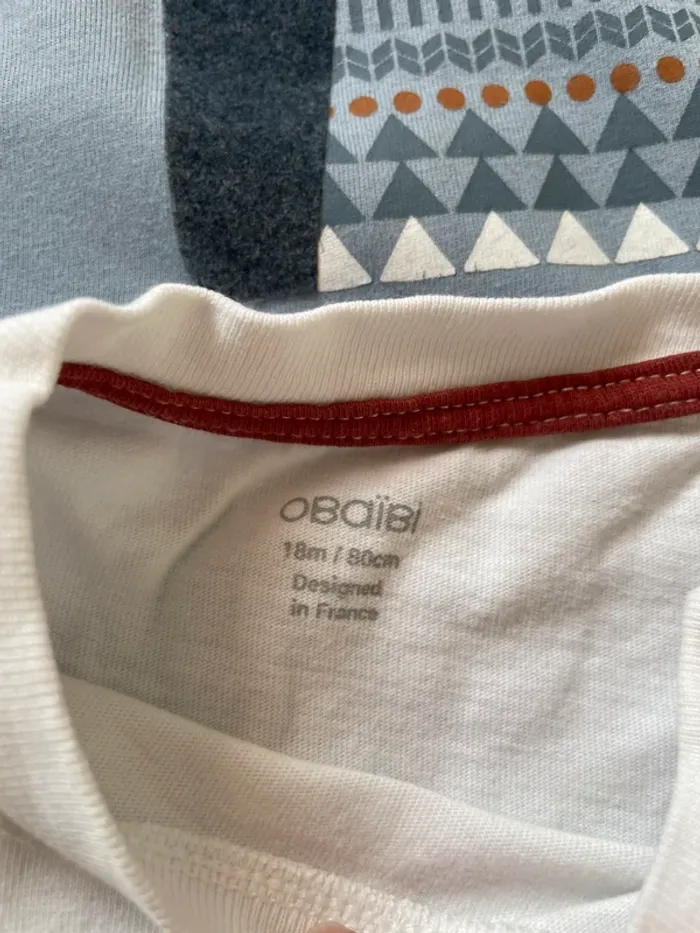 obaïbi
18m / 80cm
Designed
in France